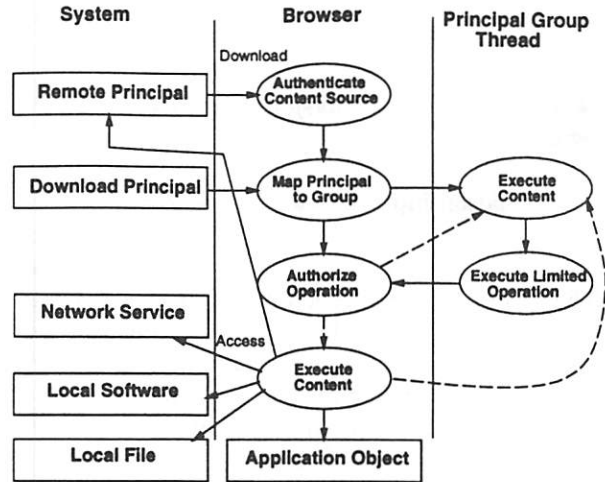 System
Browser
Principal Group
Thread
Download
Remote Principal
Authenticate
Content Source
Download Principal
Map Principal
to Group
Execute
Content
Authorize
Operation
Execute Limited
Operation
Network Service
Access
Local Software
Execute
Content
Local File
Application Object